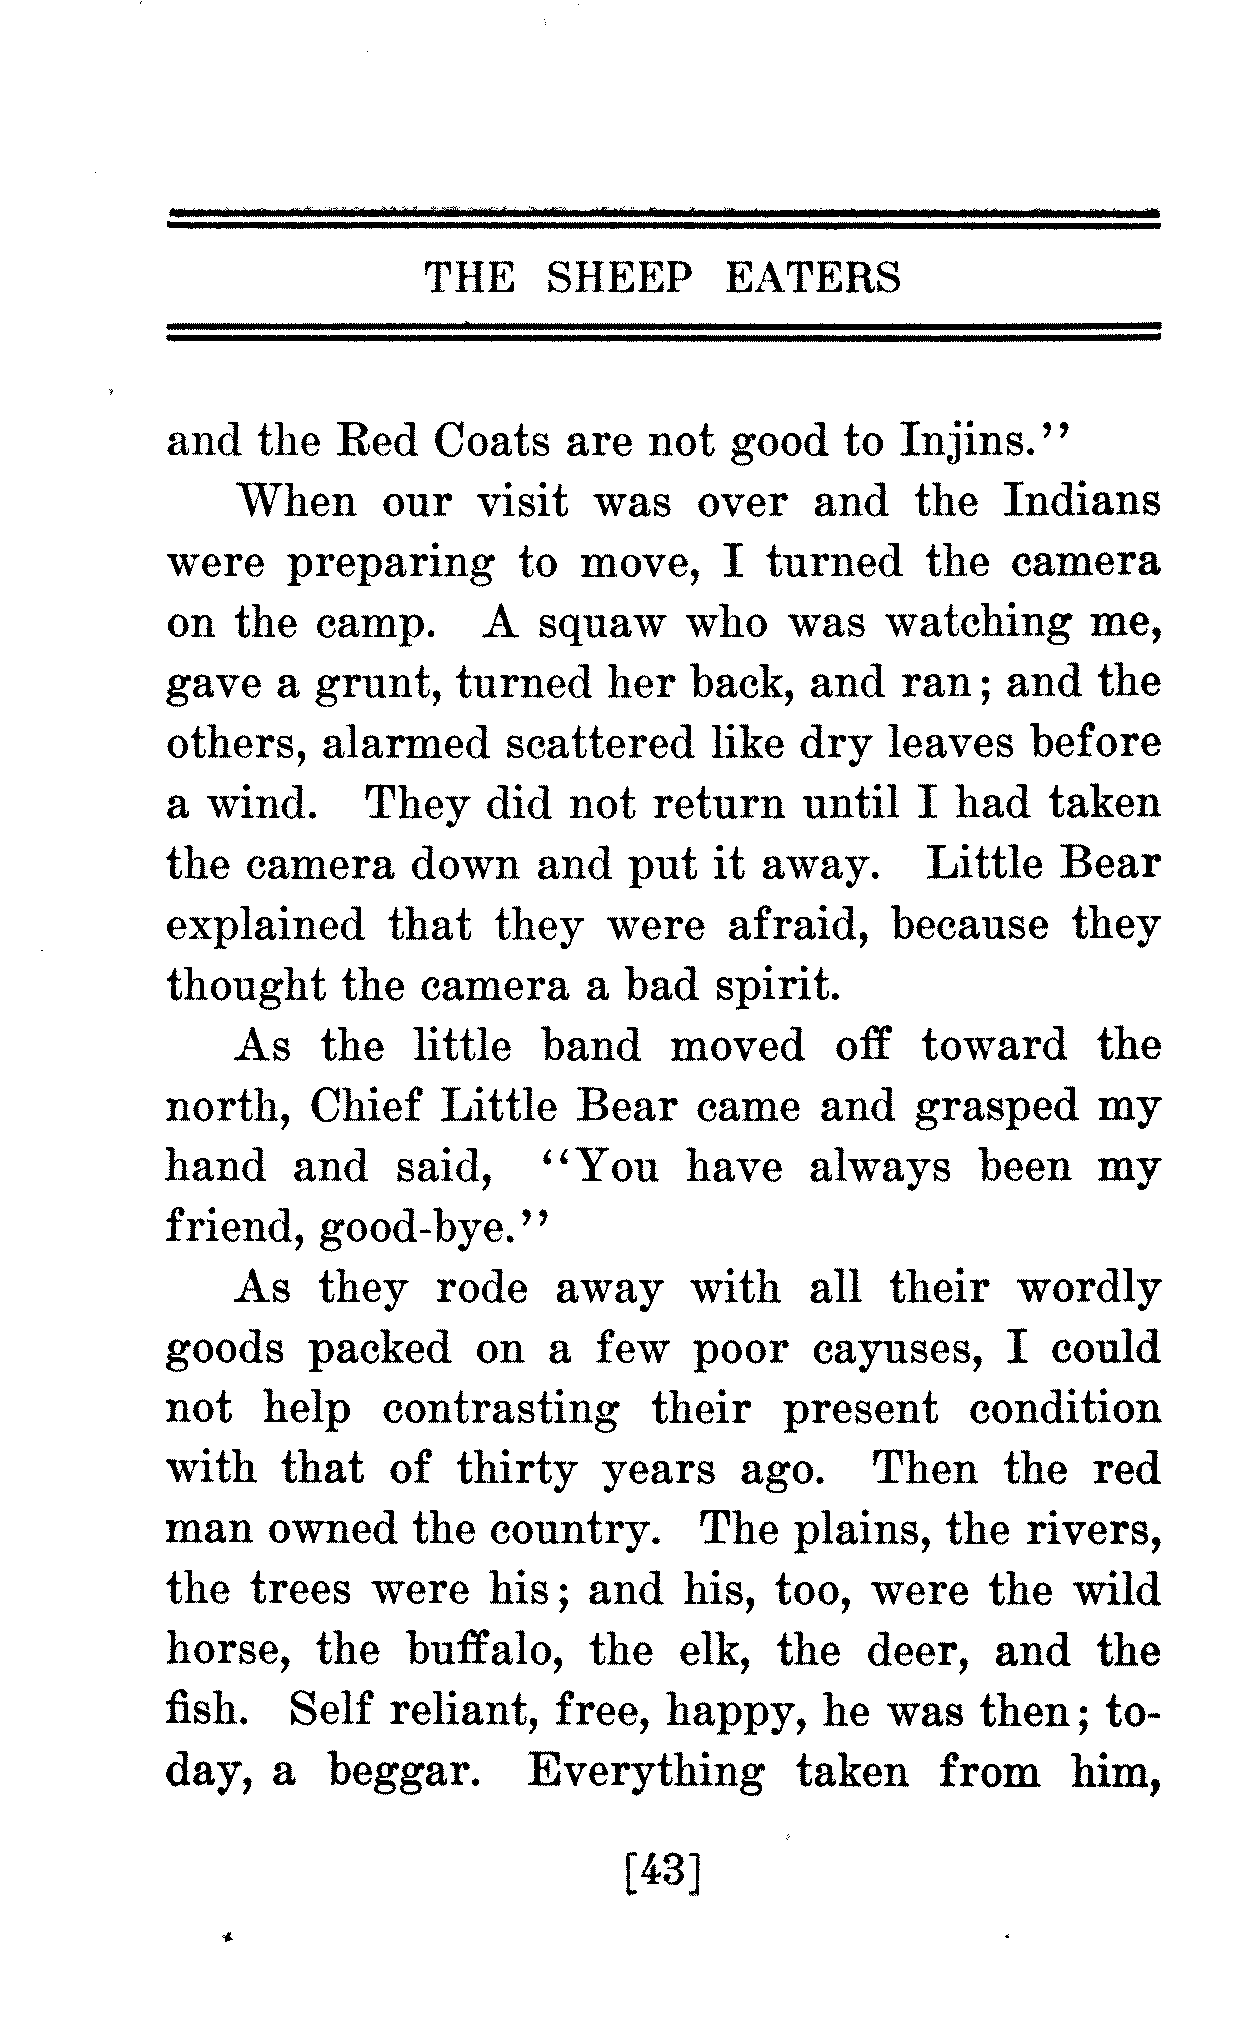 THE SHEEP EATERS
and the Red Coats are not good to Injins."
When our visit was over and the Indians
were preparing to move, I turned the camera
on the camp. A squaw who was watching me,
gave a grunt, turned her back, and ran; and the
others, alarmed scattered like dry leaves before
a wind. They did not return until I had taken
the camera down and put it away. Little Bear
explained that they were afraid, because they
thought the camera a bad spirit.
As the little band moved off toward the
north, Chief Little Bear came and grasped my
hand and said, "You have always been my
friend, good-bye."
As they rode away with all their wordly
goods packed on a few poor cayuses, I could
not help contrasting their present condition
with that of thirty years ago. Then the red
man owned the country. The plains, the rivers,
the trees were his; and his, too, were the wild
horse, the buffalo, the elk, the deer, and the
fish. Self reliant, free, happy, he was then; to-
day, a beggar. Everything taken from him,
[43]